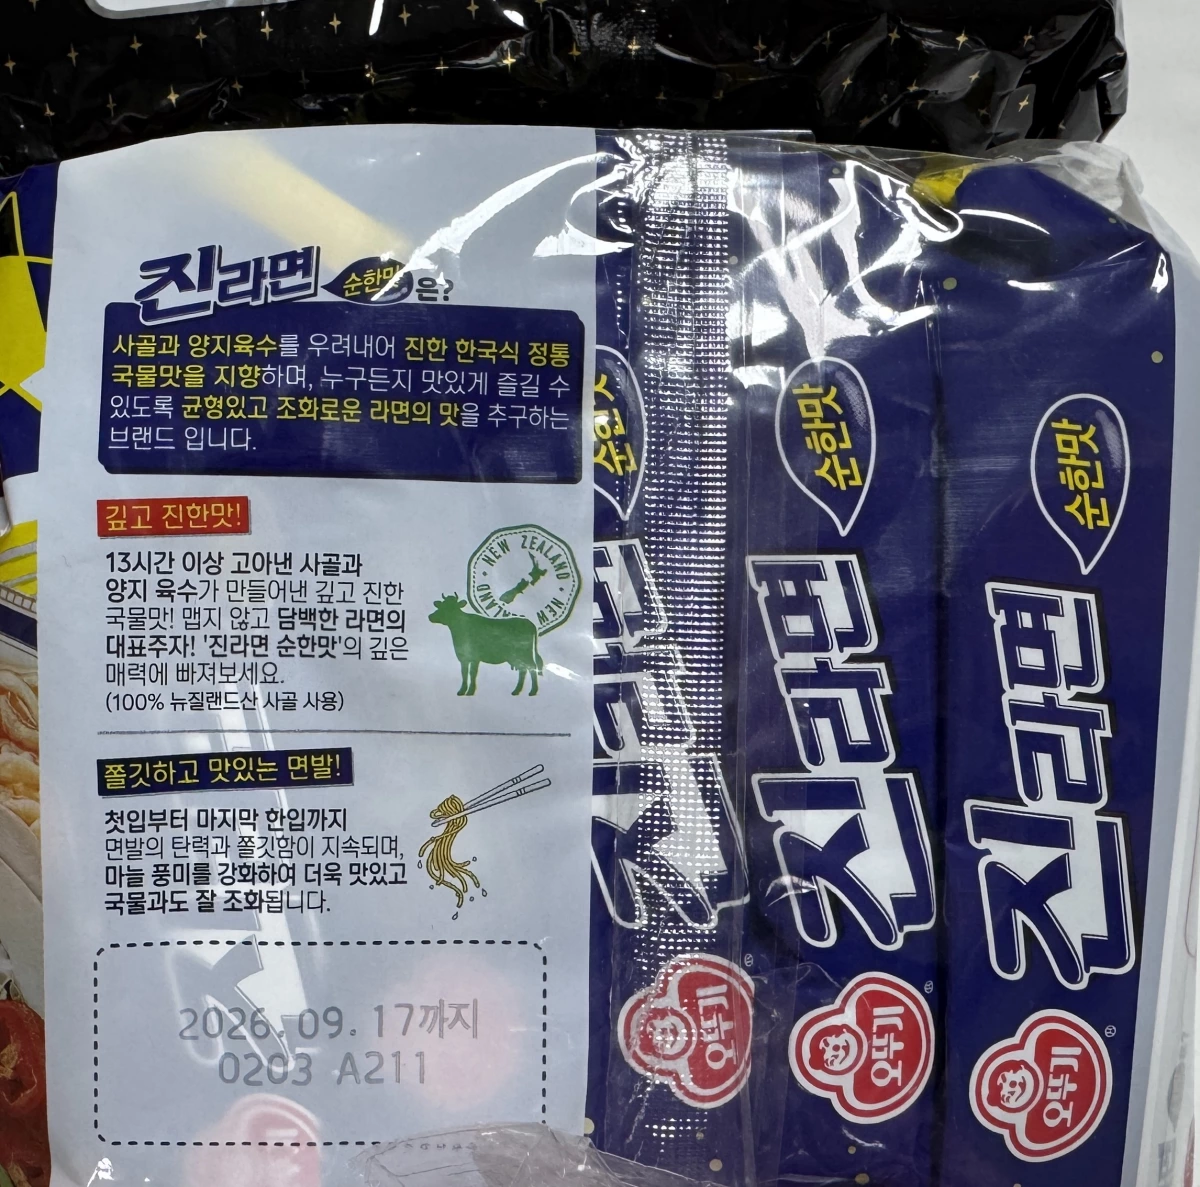 진라면 순한맛 은?
사골과 양지육수를 우려내어 진한 한국식 정통
국물맛을 지향하며, 누구든지 맛있게 즐길 수
있도록 균형있고 조화로운 라면의 맛을 추구하는
브랜드 입니다.
깊고 진한맛!
13시간 이상 고아낸 사골과
양지 육수가 만들어낸 깊고 진한
국물맛! 맵지 않고 담백한 라면의
대표주자! '진라면 순한맛'의 깊은
매력에 빠져보세요.
(100% 뉴질랜드산 사골 사용)
NEW ZEALAND
쫄깃하고 맛있는 면발!
첫입부터 마지막 한입까지
면발의 탄력과 쫄깃함이 지속되며,
마늘 풍미를 강화하여 더욱 맛있고
국물과도 잘 조화됩니다.
2026. 09. 17까지
0203 A211
오뚜기 진라면 순한맛
오뚜기 진라면 순한맛
오뚜기 진라면 순한맛